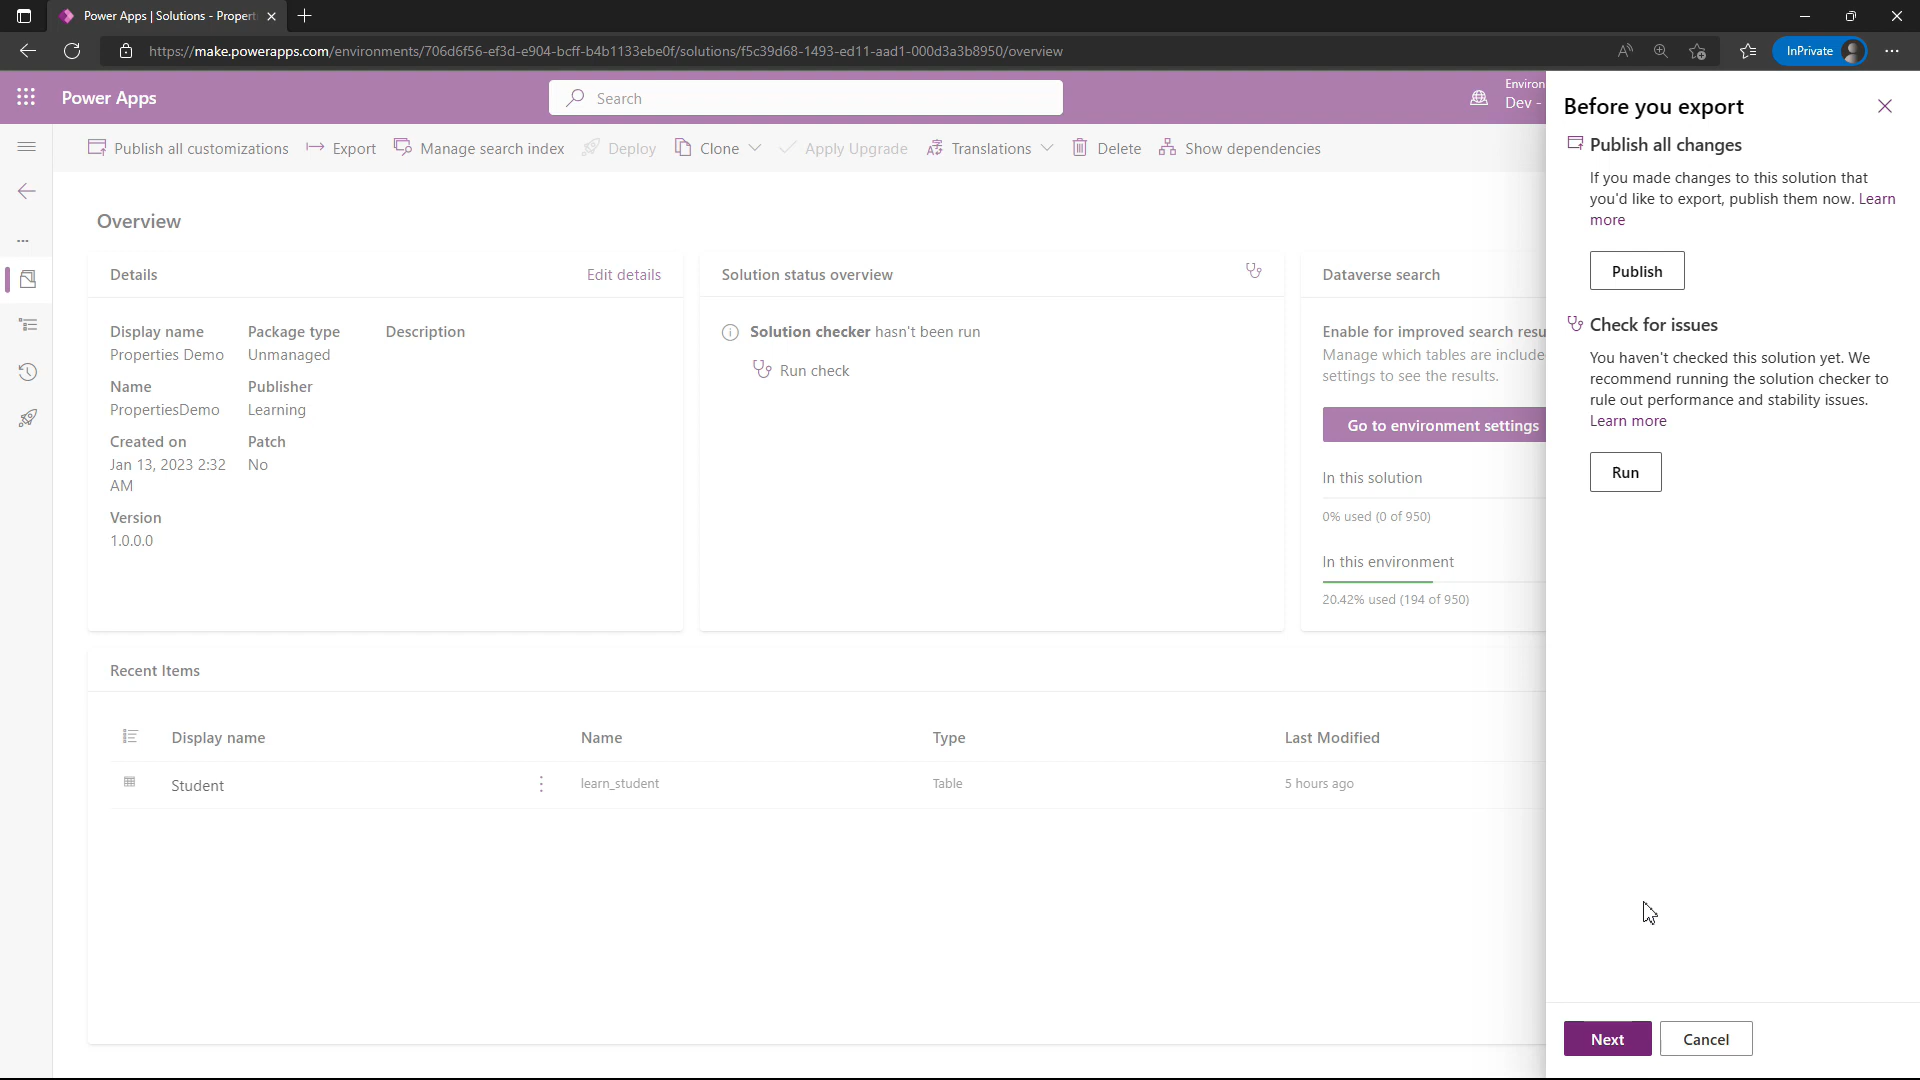 Power Apps | Solutions - Propert
https://make.powerapps.com/environments/706d6f56-ef3d-e904-bcff-b4b1133ebe0f/solutions/f5c39d68-1493-ed11-aad1-000d3a3b8950/overview
InPrivate
Power Apps
Search
Environ
Dev -
Publish all customizations
Export
Manage search index
Deploy
Clone
Apply Upgrade
Translations
Delete
Show dependencies
Overview
Details
Edit details
Display name
Properties Demo
Package type
Unmanaged
Description
Name
PropertiesDemo
Publisher
Learning
Created on
Jan 13, 2023 2:32
AM
Patch
No
Version
1.0.0.0
Solution status overview
Solution checker hasn't been run
Run check
Dataverse search
Enable for improved search resu
Manage which tables are include
settings to see the results.
Go to environment settings
In this solution
0% used (0 of 950)
In this environment
20.42% used (194 of 950)
Recent Items
Display name
Name
Type
Last Modified
Student
learn_student
Table
5 hours ago
Before you export
Publish all changes
If you made changes to this solution that
you'd like to export, publish them now. Learn
more
Publish
Check for issues
You haven't checked this solution yet. We
recommend running the solution checker to
rule out performance and stability issues.
Learn more
Run
Next
Cancel